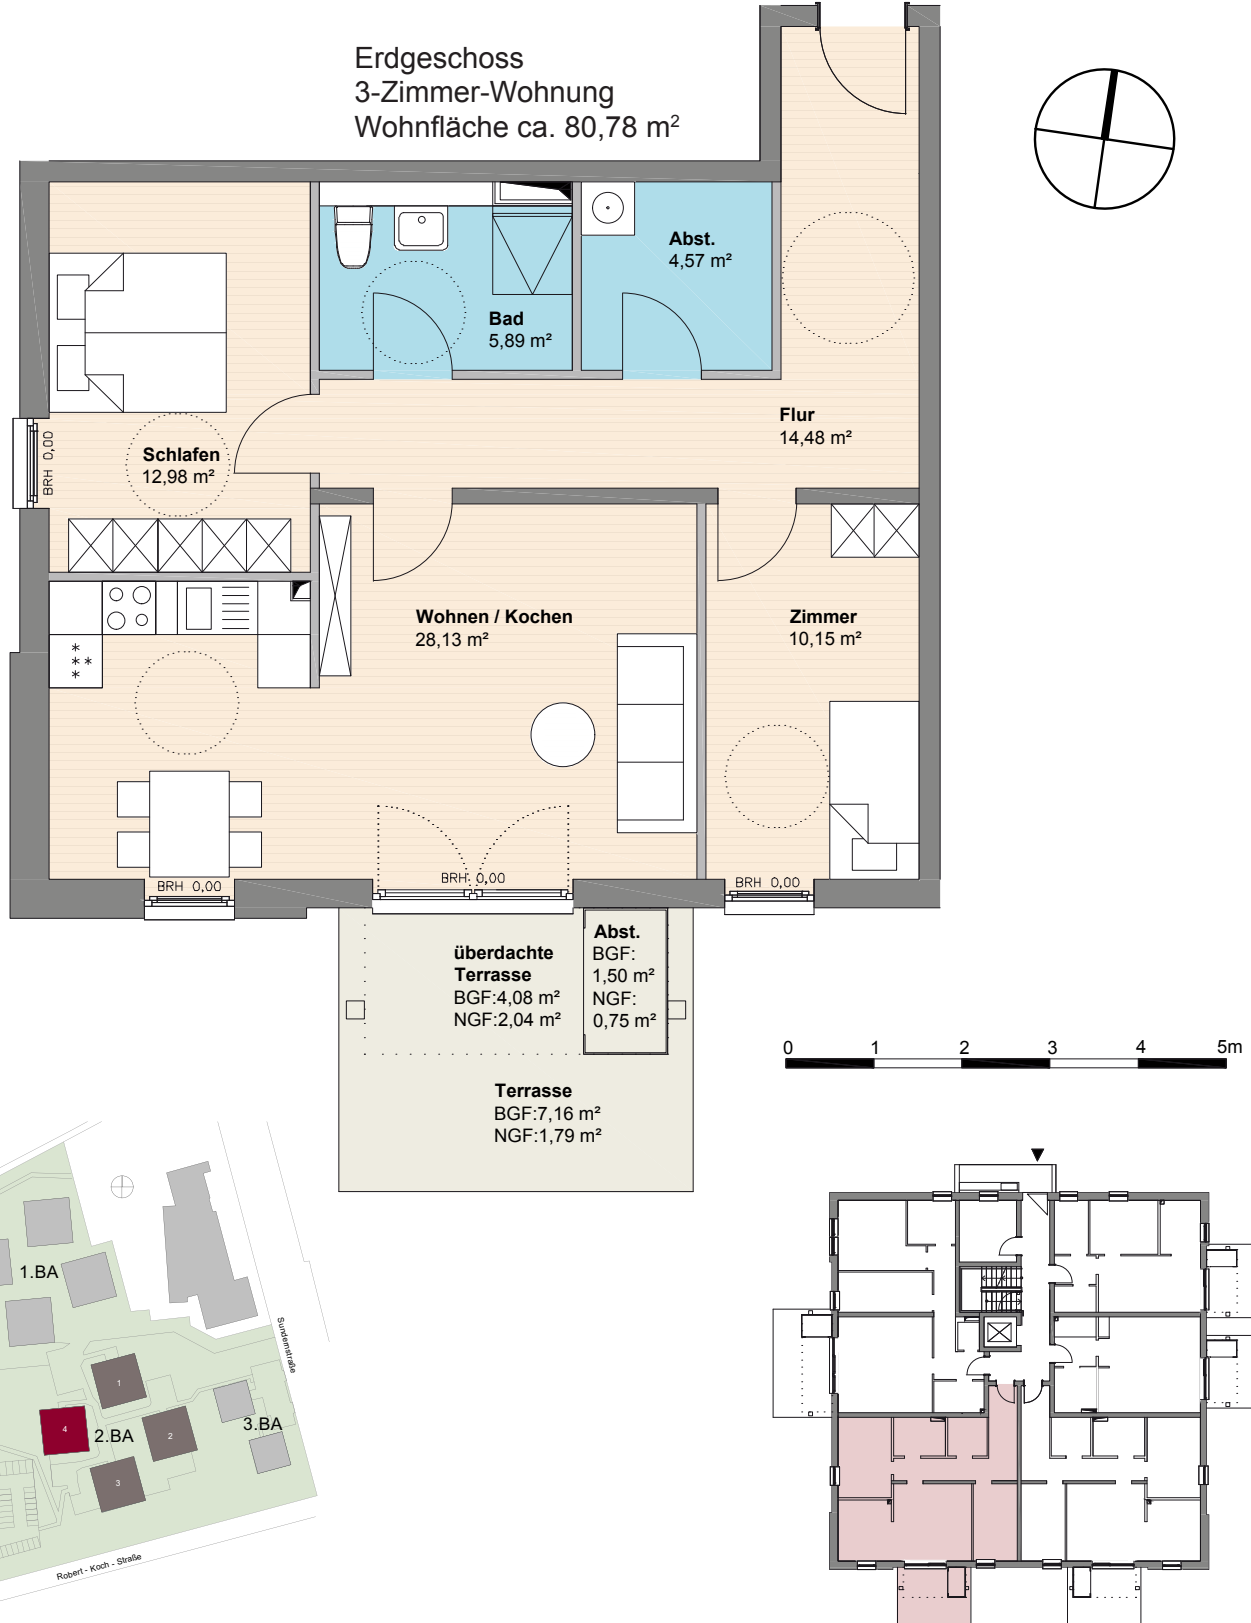 Erdgeschoss
3-Zimmer-Wohnung
Wohnfläche ca. 80,78 m²
Abst.
4,57 m²
Bad
5,89 m²
Flur
14,48 m²
Schlafen
12,98 m²
BRH 0,00
Wohnen / Kochen
28,13 m²
Zimmer
10,15 m²
BRH 0,00
BRH 0,00
BRH 0,00
überdachte
Terrasse
BGF:4,08 m²
NGF:2,04 m²
Abst.
BGF:
1,50 m²
NGF:
0,75 m²
Terrasse
BGF:7,16 m²
NGF:1,79 m²
0 1 2 3 4 5m
1.BA
Sundernstraße
1
4
2.BA
2
3.BA
3
Robert - Koch - Straße